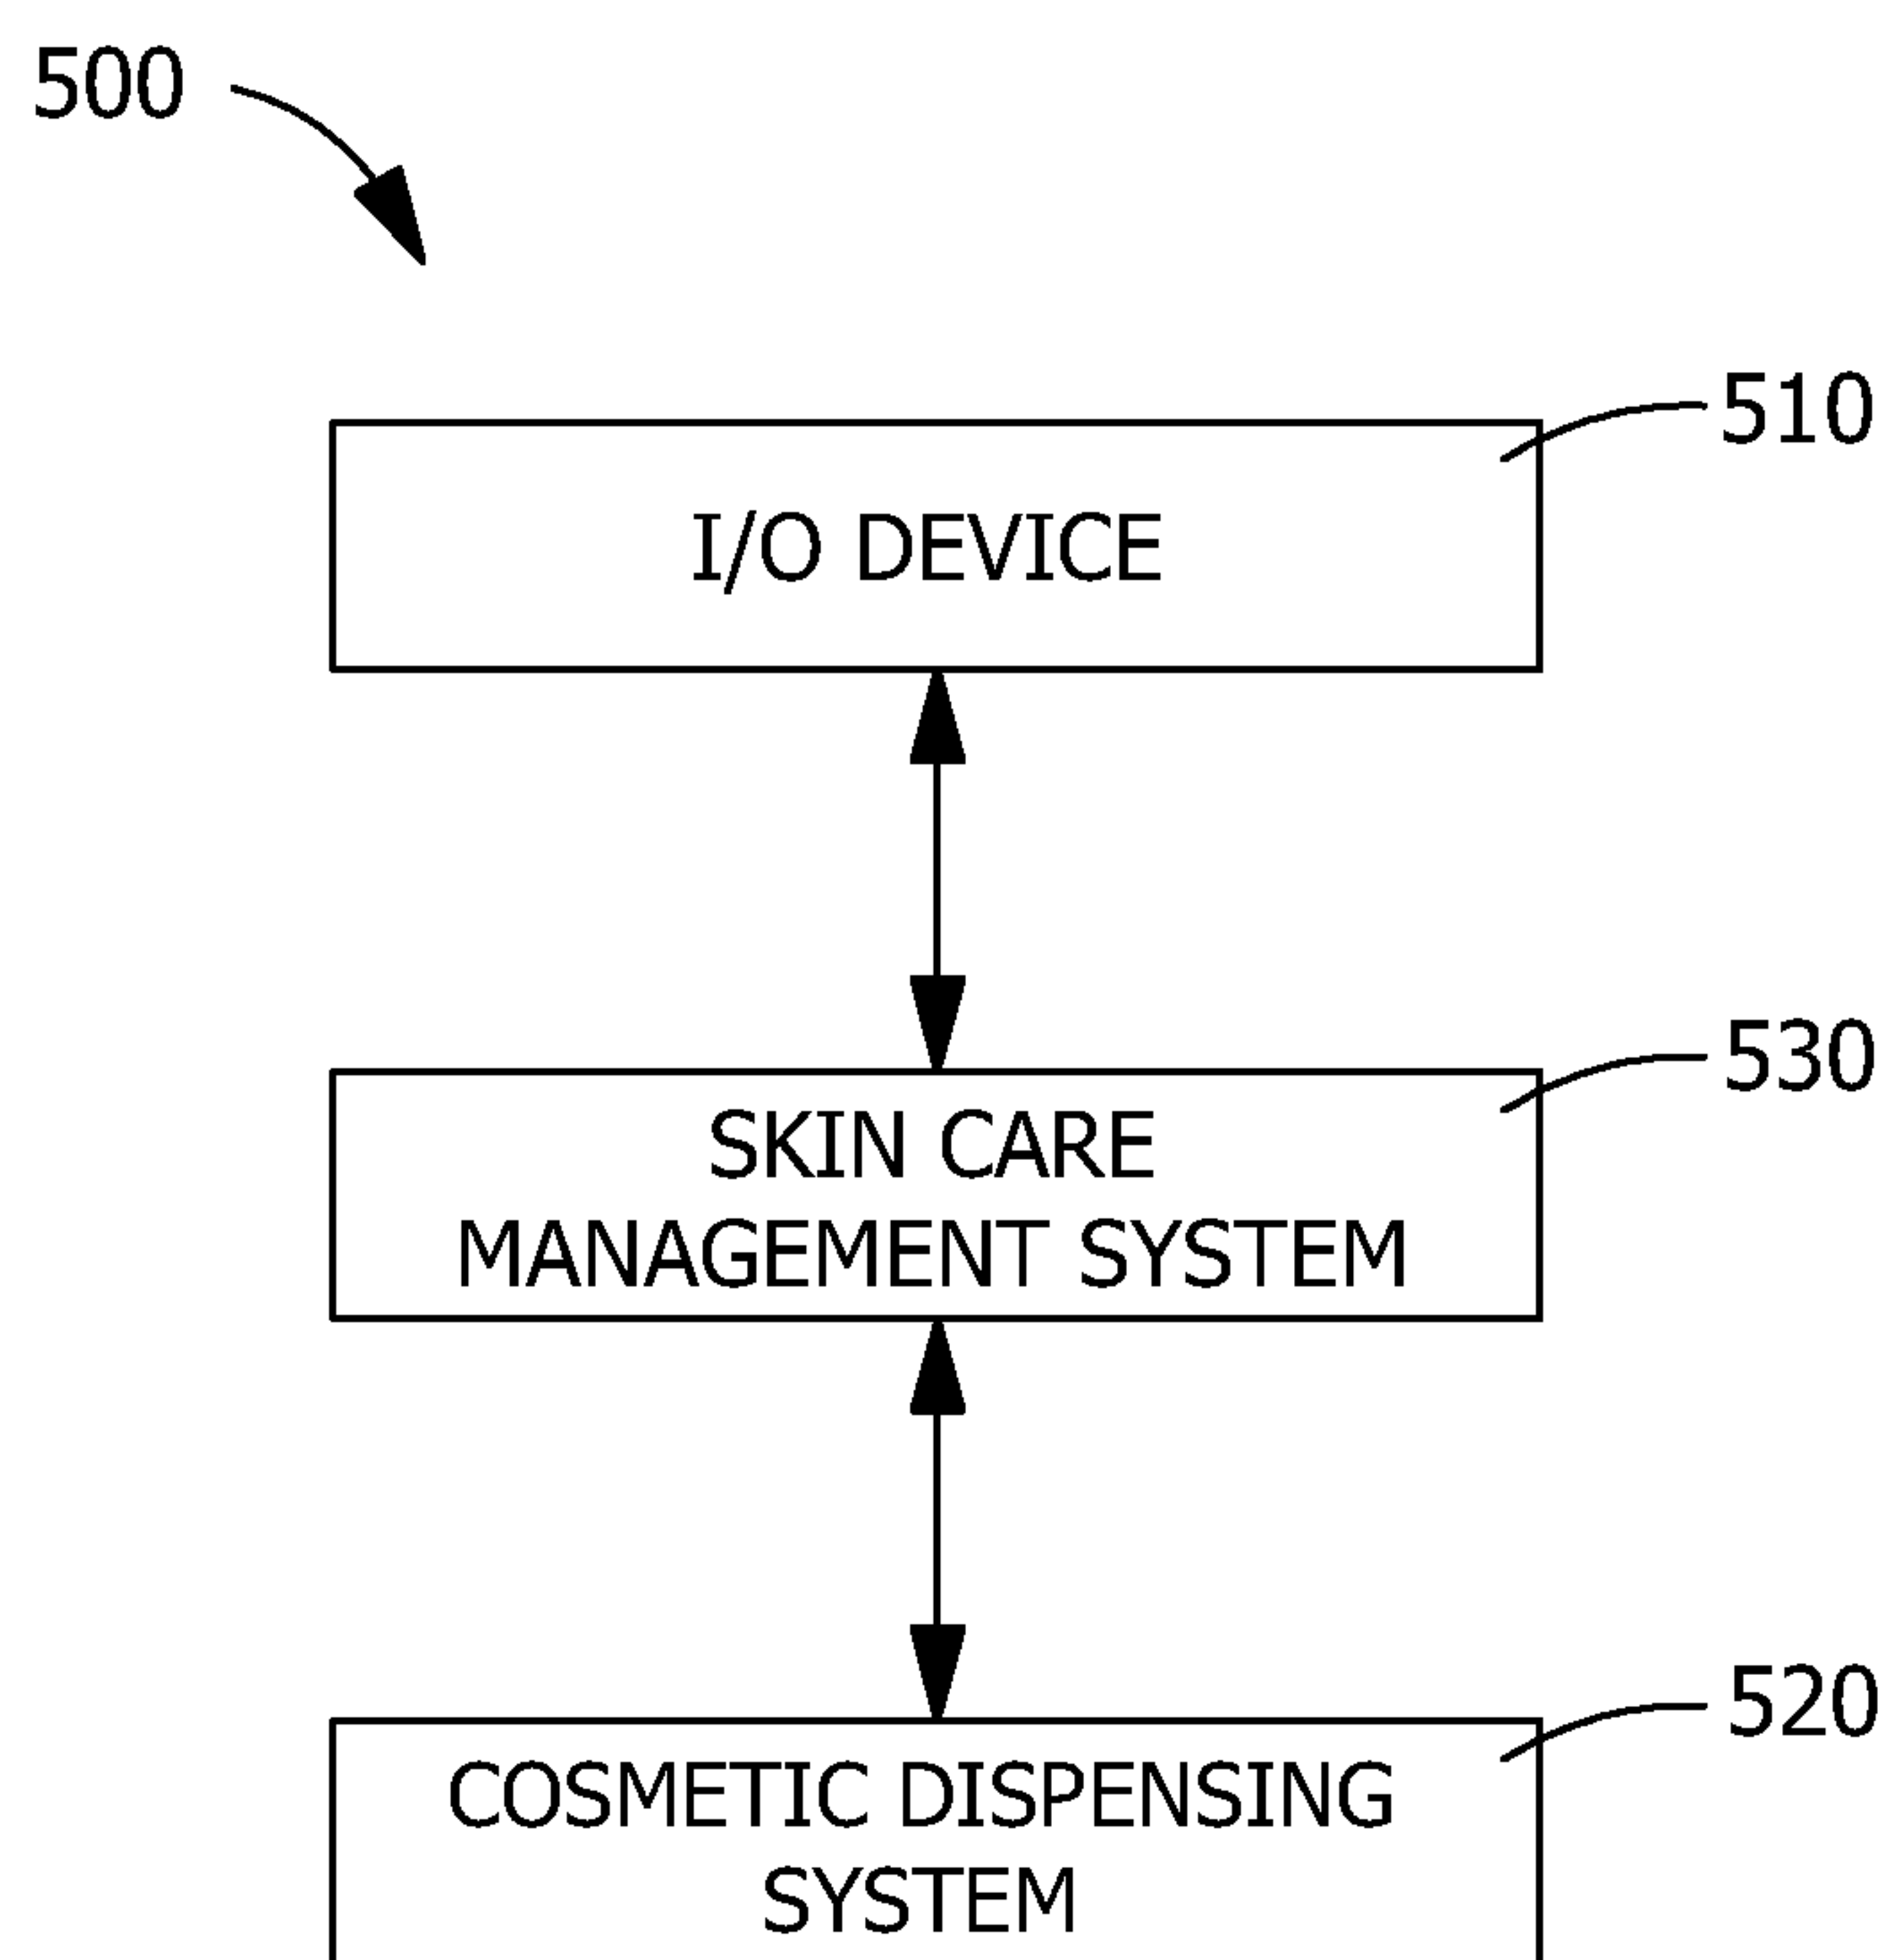 500
510
I/O DEVICE
530
SKIN CARE
MANAGEMENT SYSTEM
520
COSMETIC DISPENSING
SYSTEM